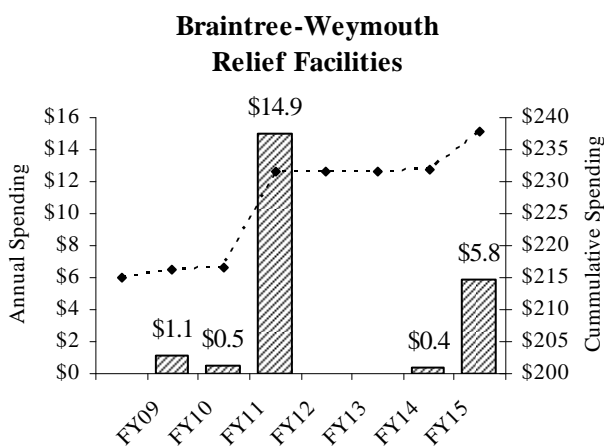 Braintree-Weymouth
Relief Facilities
Annual Spending
$16
$14
$12
$10
$8
$6
$4
$2
$0
$14.9
$1.1
$0.5
$0.4
$5.8
$240
$235
$230
$225
$220
$215
$210
$205
$200
Cummulative Spending
FY09
FY10
FY11
FY12
FY13
FY14
FY15